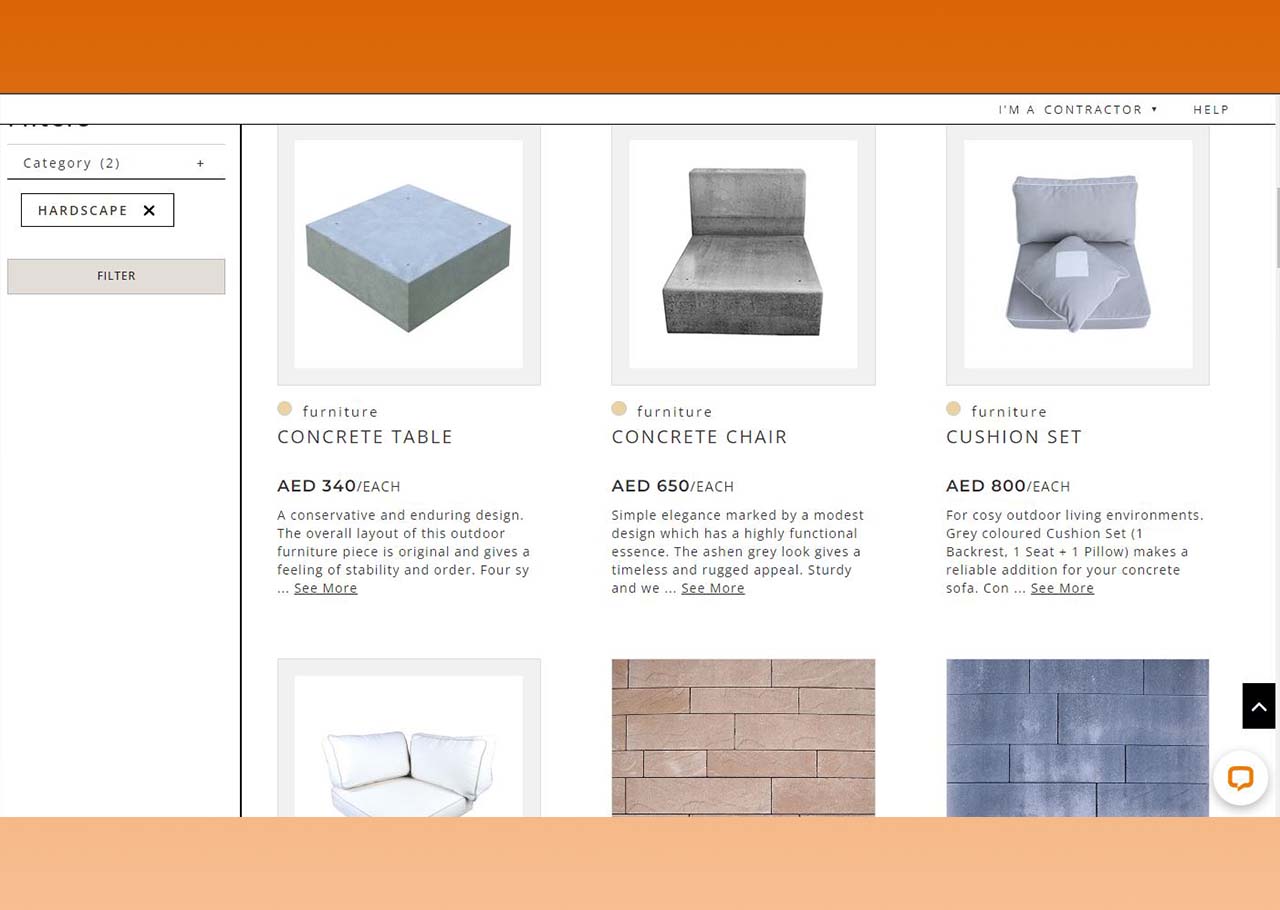 I'M A CONTRACTOR ▼
HELP
Category (2) +
HARDSCAPE ✕
FILTER
furniture
CONCRETE TABLE
AED 340/EACH
A conservative and enduring design.
The overall layout of this outdoor
furniture piece is original and gives a
feeling of stability and order. Four sy
... See More
furniture
CONCRETE CHAIR
AED 650/EACH
Simple elegance marked by a modest
design which has a highly functional
essence. The ashen grey look gives a
timeless and rugged appeal. Sturdy
and we ... See More
furniture
CUSHION SET
AED 800/EACH
For cosy outdoor living environments.
Grey coloured Cushion Set (1
Backrest, 1 Seat + 1 Pillow) makes a
reliable addition for your concrete
sofa. Con ... See More